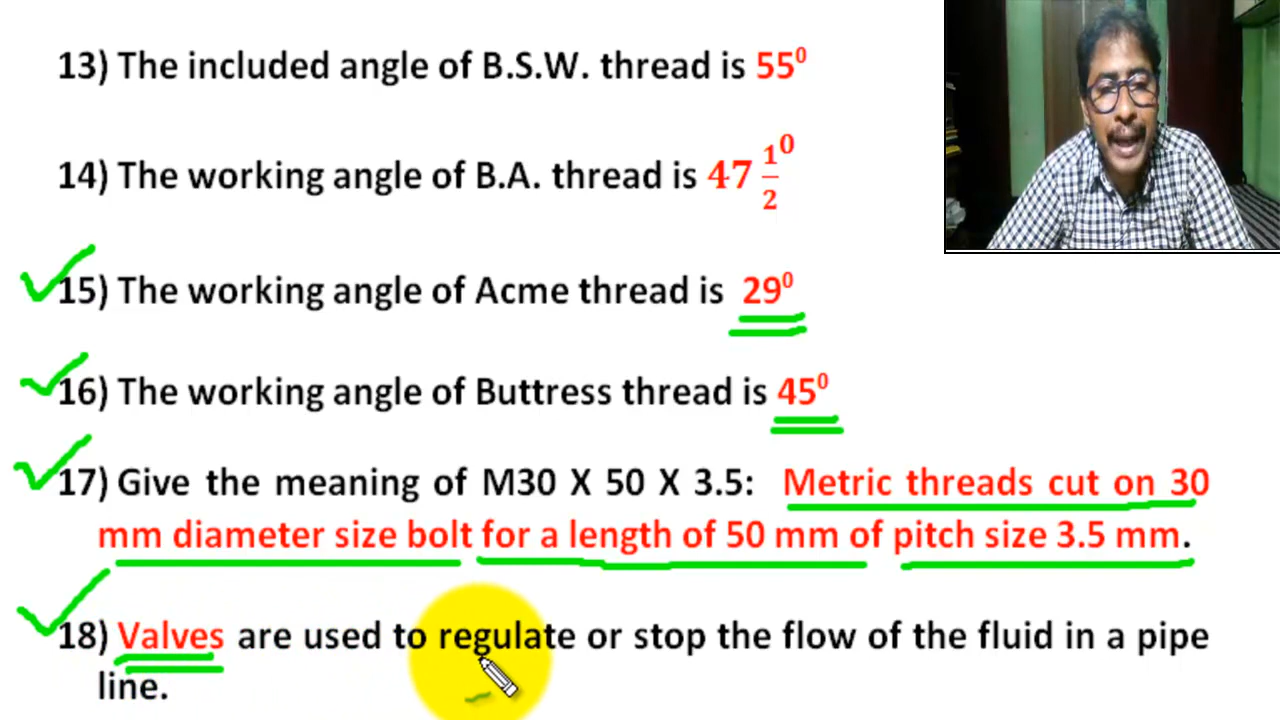 13) The included angle of B.S.W. thread is 55⁰
14) The working angle of B.A. thread is 47 1/2⁰
15) The working angle of Acme thread is 29⁰
16) The working angle of Buttress thread is 45⁰
17) Give the meaning of M30 X 50 X 3.5: Metric threads cut on 30
mm diameter size bolt for a length of 50 mm of pitch size 3.5 mm.
18) Valves are used to regulate or stop the flow of the fluid in a pipe
line.